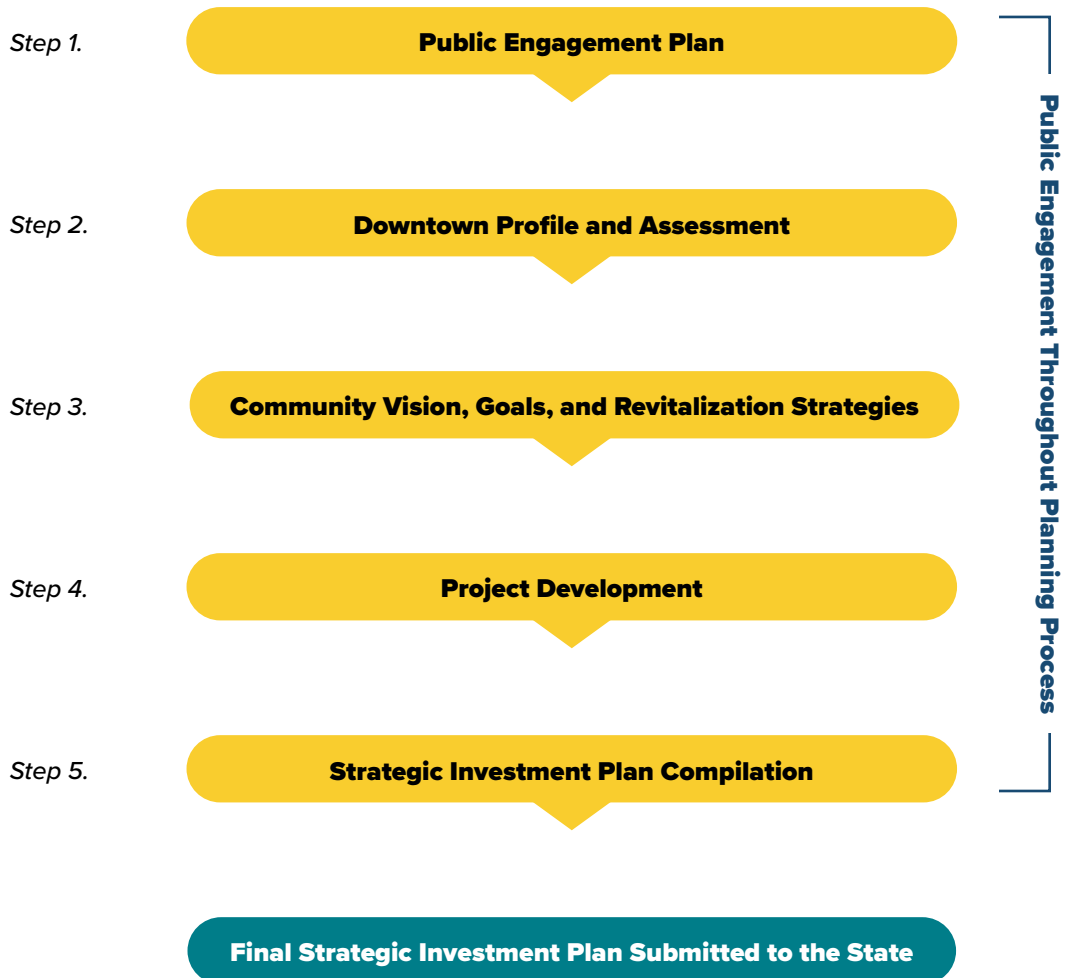 Step 1.
Public Engagement Plan
Step 2.
Downtown Profile and Assessment
Step 3.
Community Vision, Goals, and Revitalization Strategies
Step 4.
Project Development
Step 5.
Strategic Investment Plan Compilation
Final Strategic Investment Plan Submitted to the State
Public Engagement Throughout Planning Process